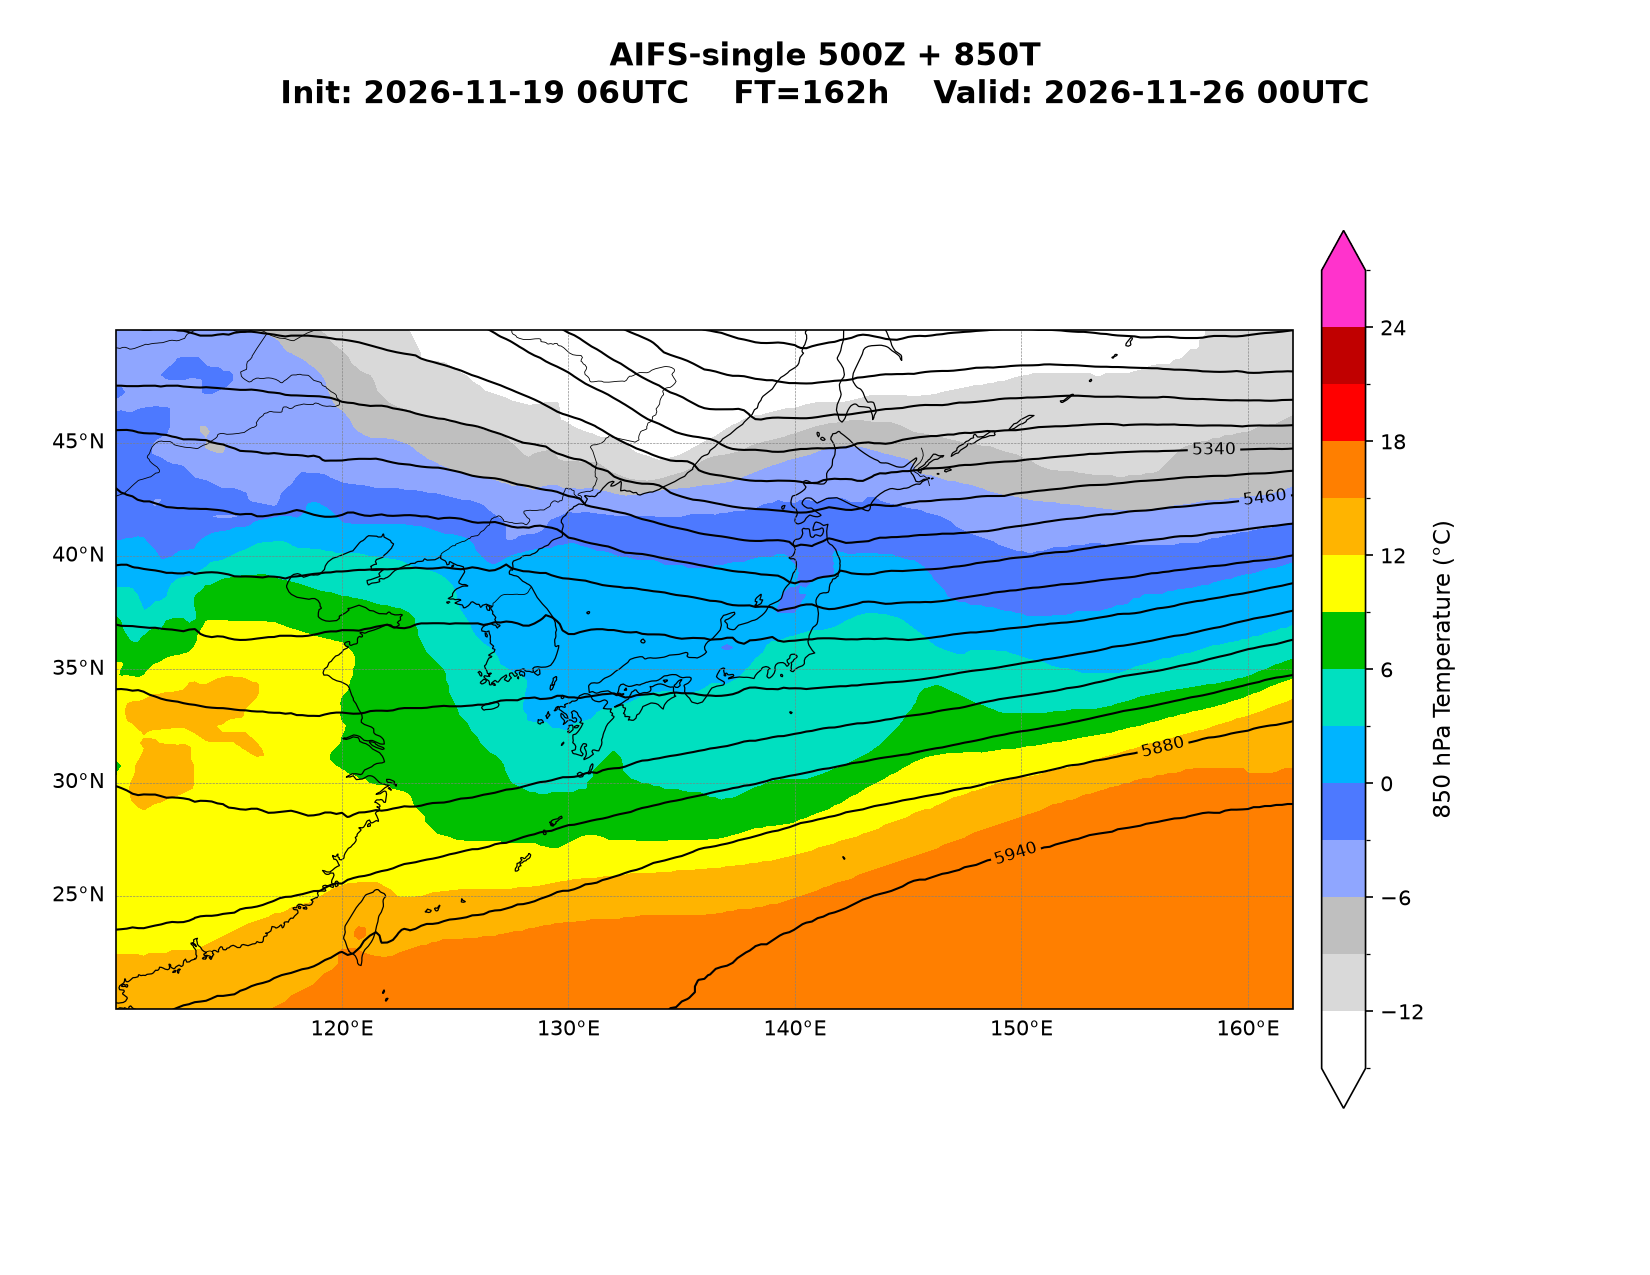 AIFS-single 500Z + 850T
Init: 2026-11-19 06UTC    FT=162h    Valid: 2026-11-26 00UTC
24
18
12
6
0
−6
−12
850 hPa Temperature (°C)
45°N
40°N
35°N
30°N
25°N
5340
5460
5880
5940
120°E
130°E
140°E
150°E
160°E